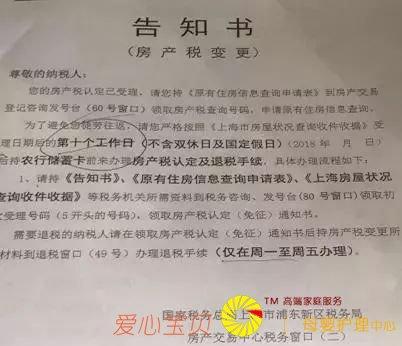 告知书
（房产税变更）
尊敬的纳税人：
您的房产税认定已受理，请您持《原有住房信息查询申请表》到房产交易
登记咨询发号台（60号窗口）领取房产税查询号码，申请原有住房信息查询。
为了避免您徒劳往返，请您严格按照《上海市房屋状况查询收件收据》受
理日期后的第十个工作日（不含双休日及国定假日）（2018年 月 日）
后持农行储蓄卡前来办理房产税认定及退税手续，具体办理流程如下：
1、请持《告知书》、《原有住房信息查询申请表》、《上海房屋状况
查询收件收据》等税务机关所需资料到税务咨询、发号台(80号窗口)领取初
次受理号码（5开头的号码），领取房产税认定（免征）通知书。
需要退税的纳税人请在领取房产税认定（免征）通知书后持房产税变更所
材料到退税窗口（49号）办理退税手续（仅在周一至周五办理）。
国家税务总局上海市浦东新区税务局
房产交易中心税务窗口（二）
爱心宝贝
TM 高端家庭服务
母婴护理中心